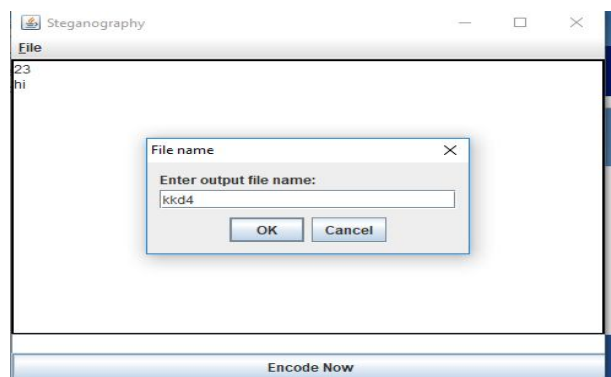 Steganography
File
23
hi
File name
Enter output file name:
kkd4
OK Cancel
Encode Now